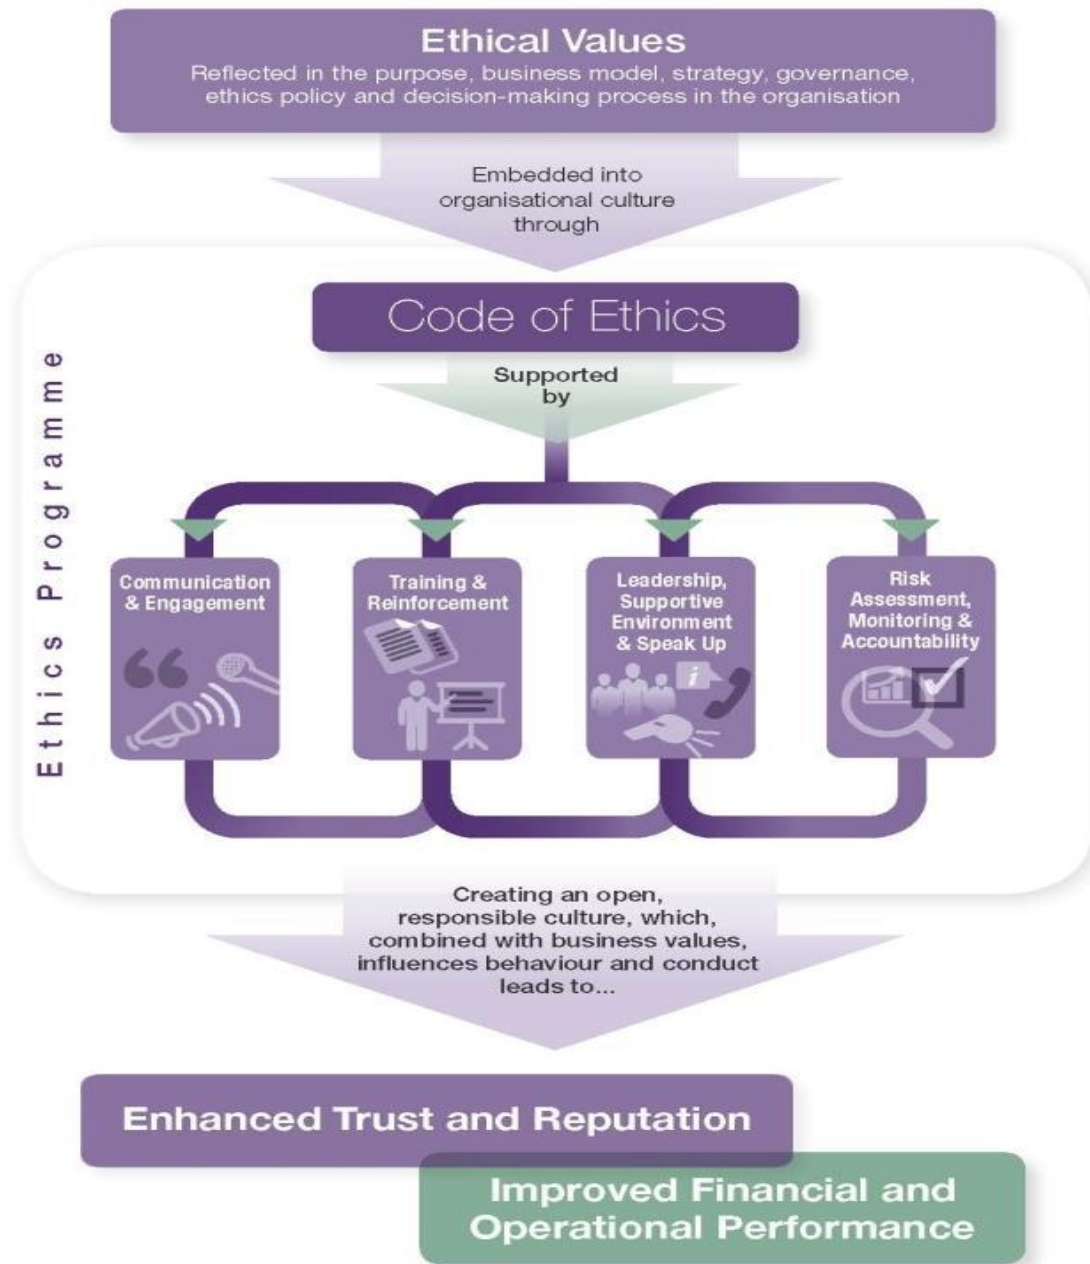 Ethical Values
Reflected in the purpose, business model, strategy, governance,
ethics policy and decision-making process in the organisation
Embedded into
organisational culture
through
Ethics Programme
Code of Ethics
Supported
by
Communication
& Engagement
Training &
Reinforcement
Leadership,
Supportive
Environment
& Speak Up
i
Risk
Assessment,
Monitoring &
Accountability
Creating an open,
responsible culture, which,
combined with business values,
influences behaviour and conduct
leads to...
Enhanced Trust and Reputation
Improved Financial and
Operational Performance